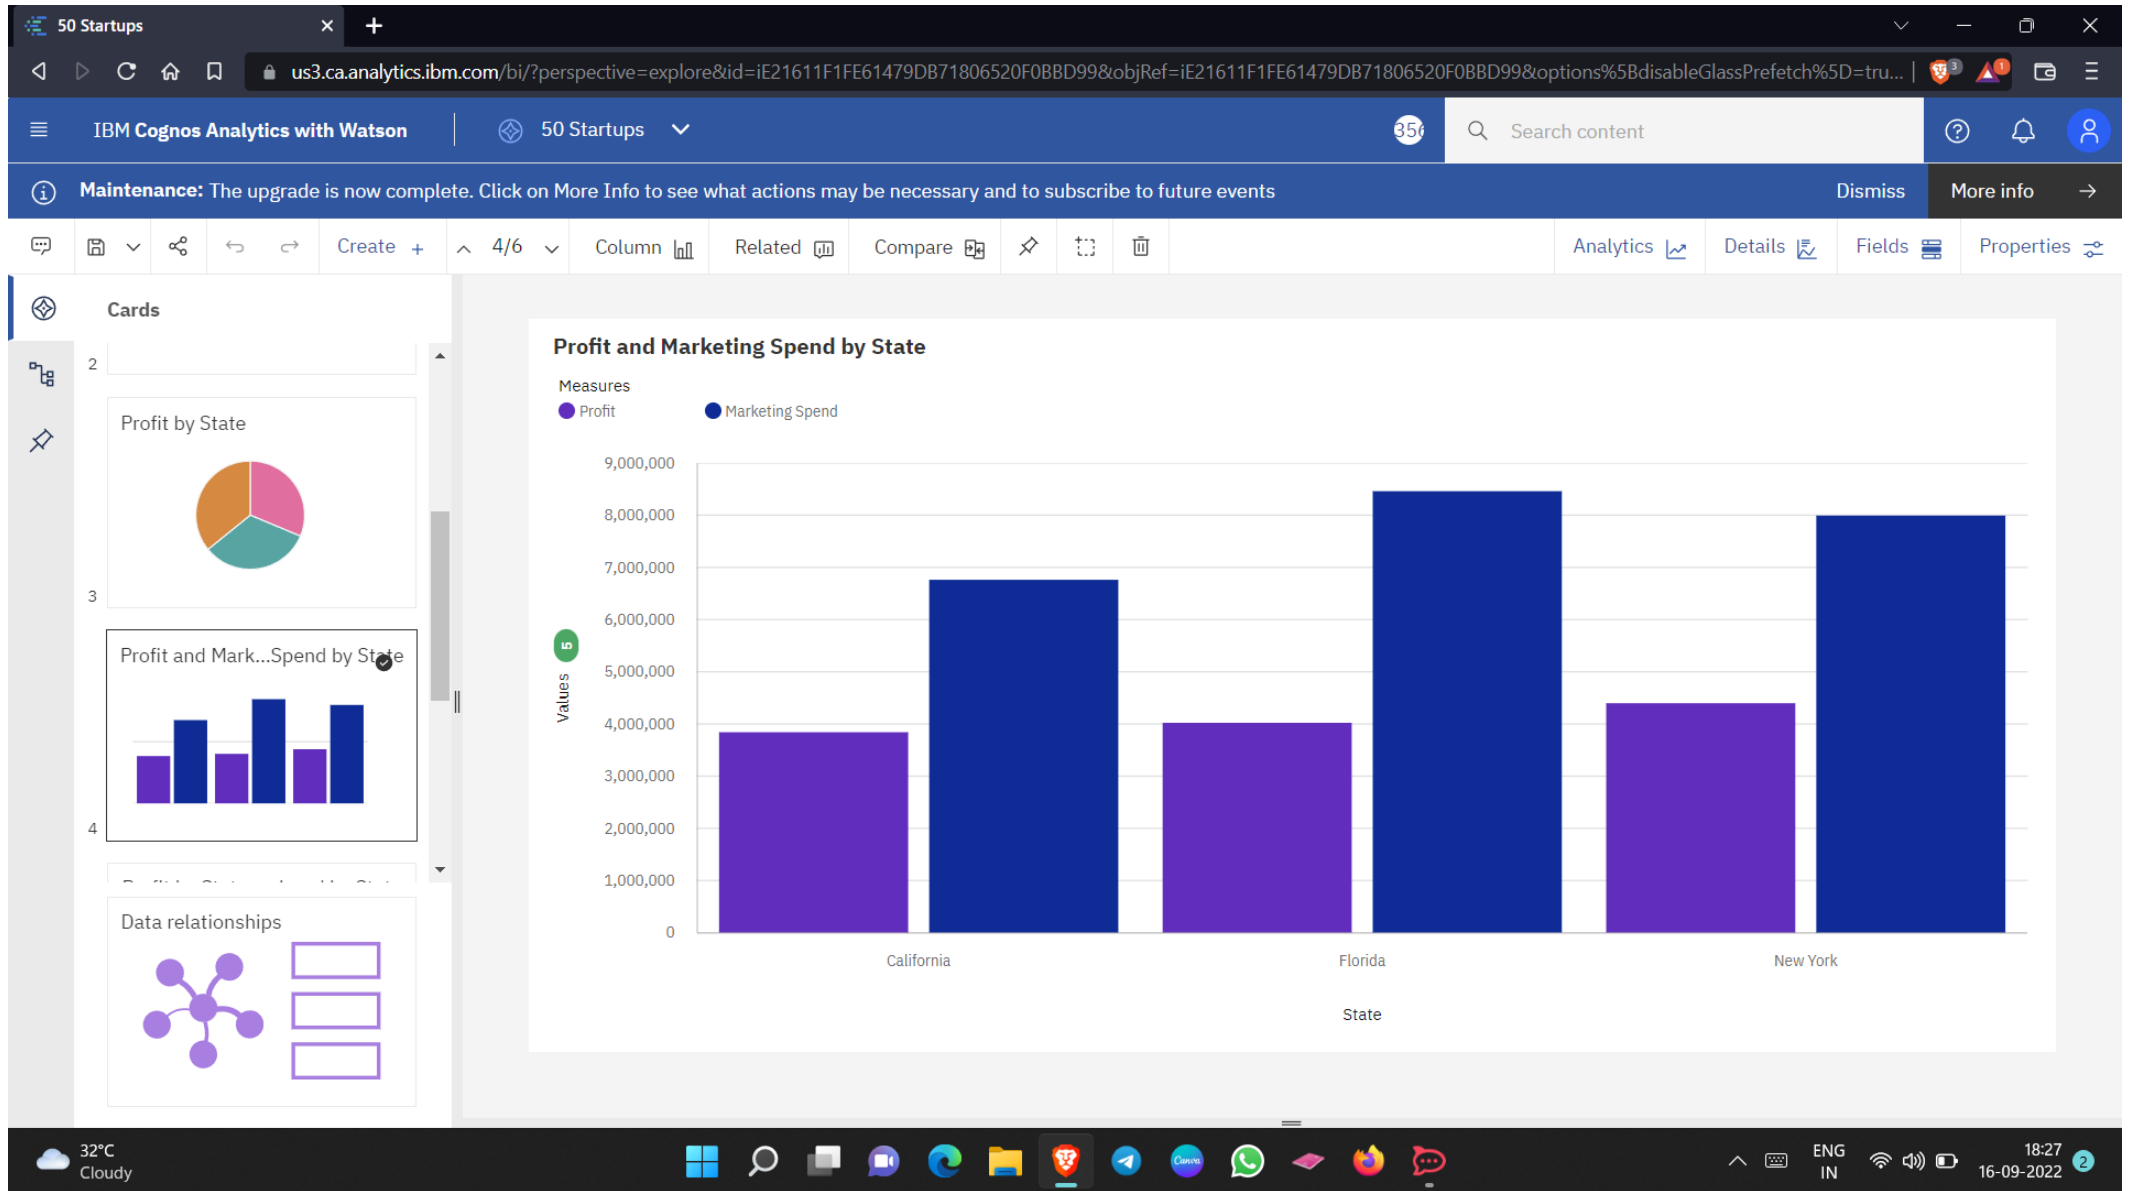 50 Startups
us3.ca.analytics.ibm.com/bi/?perspective=explore&id=iE21611F1FE61479DB71806520F0BBD99&objRef=iE21611F1FE61479DB71806520F0BBD99&options%5BdisableGlassPrefetch%5D=tru...
3
1
IBM Cognos Analytics with Watson
50 Startups
356
Search content
Maintenance: The upgrade is now complete. Click on More Info to see what actions may be necessary and to subscribe to future events
Dismiss
More info
Create
4/6
Column
Related
Compare
Analytics
Details
Fields
Properties
Cards
2
Profit by State
3
Profit and Mark...Spend by State
4
Data relationships
Profit and Marketing Spend by State
Measures
Profit
Marketing Spend
9,000,000
8,000,000
7,000,000
6,000,000
5,000,000
4,000,000
3,000,000
2,000,000
1,000,000
0
5
Values
California
Florida
New York
State
32°C
Cloudy
Canva
ENG
IN
18:27
16-09-2022
2